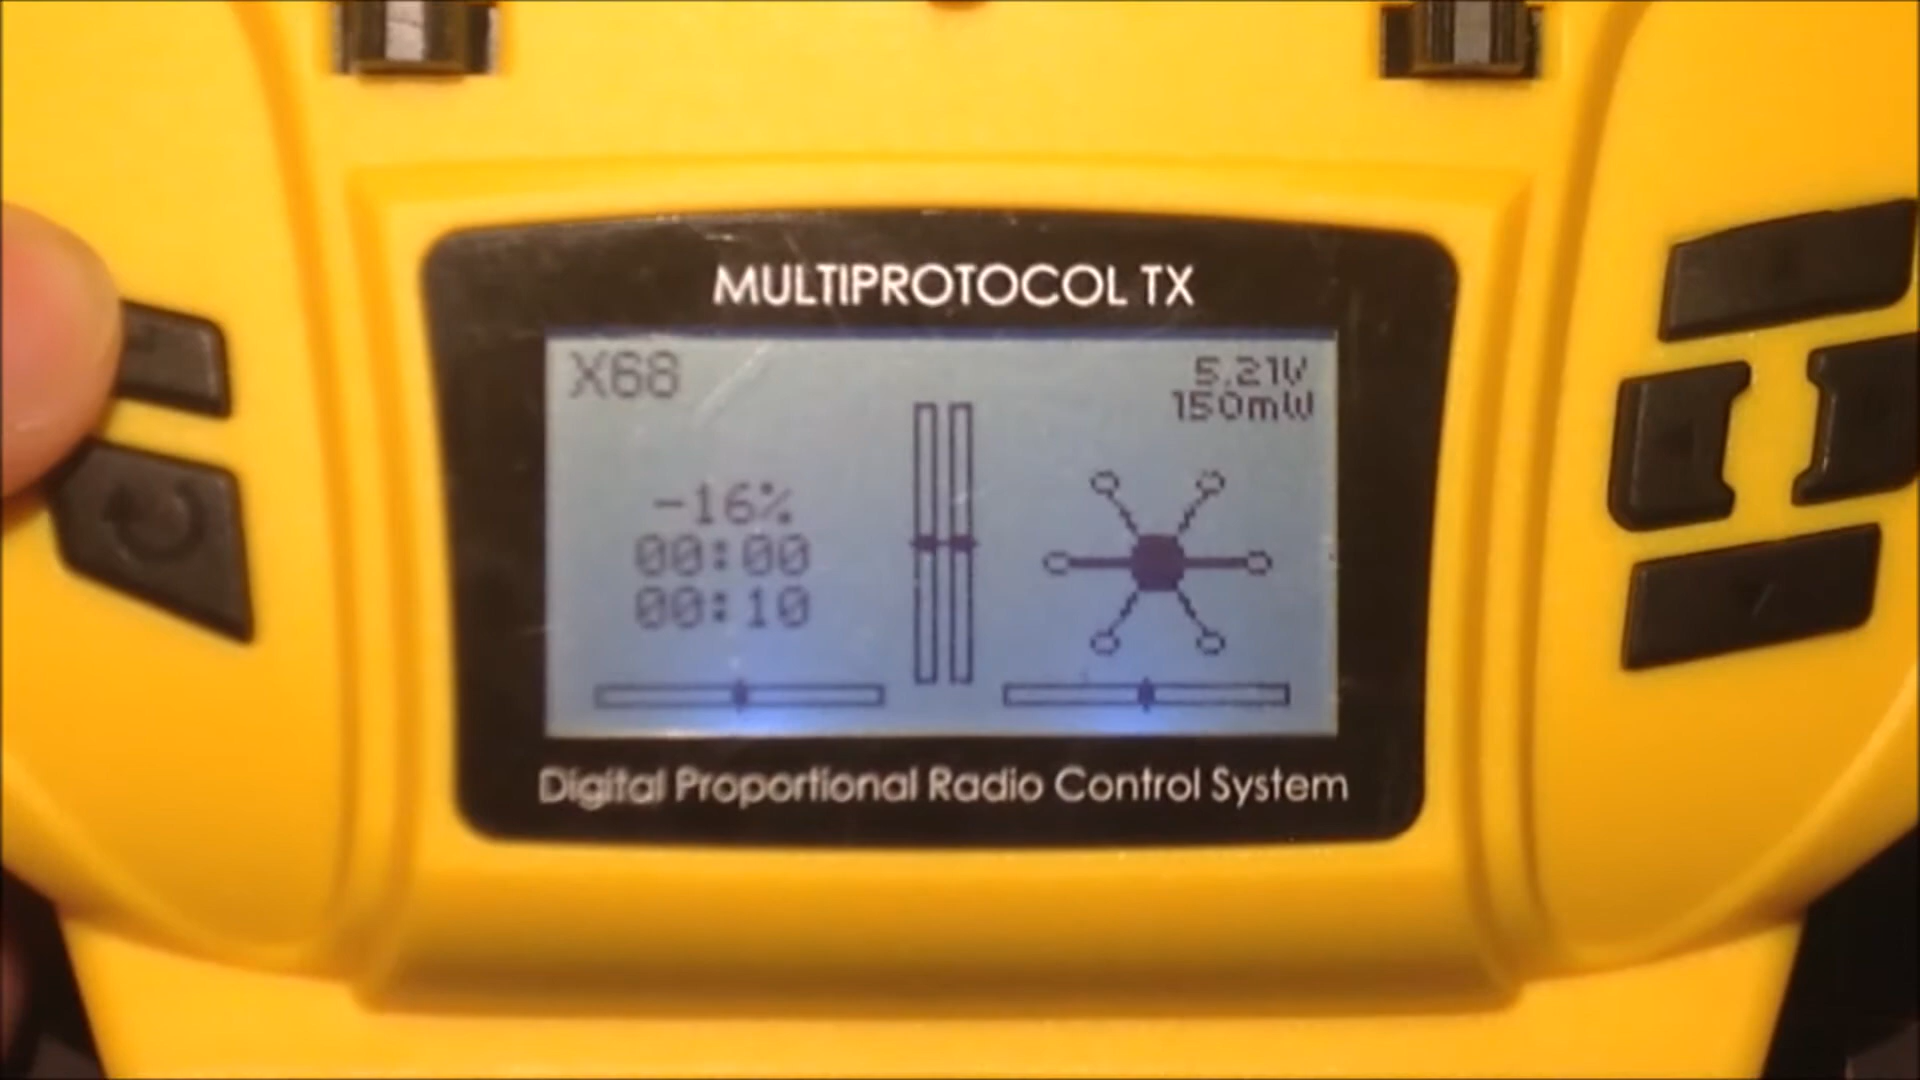 MULTIPROTOCOL TX
X68
5.21V
150mW
-16%
00:00
00:10
Digital Proportional Radio Control System